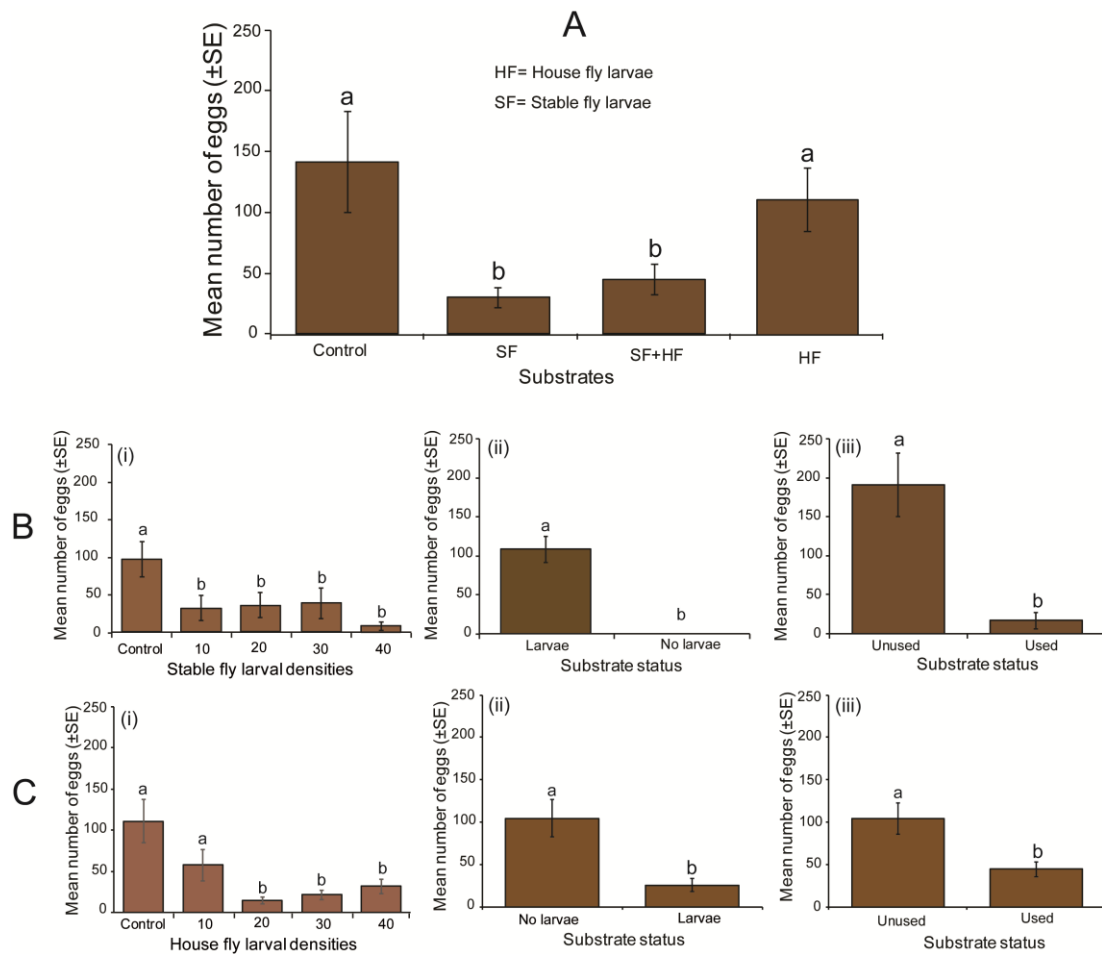 A
Mean number of eggs (±SE)
250
200
150
100
50
0
HF= House fly larvae
SF= Stable fly larvae
a
b
b
a
Control
SF
SF+HF
HF
Substrates
B
(i)
Mean number of eggs (±SE)
250
200
150
100
50
0
a
b
b
b
b
Control
10
20
30
40
Stable fly larval densities
(ii)
Mean number of eggs (±SE)
250
200
150
100
50
0
a
b
Larvae
No larvae
Substrate status
(iii)
Mean number of eggs (±SE)
250
200
150
100
50
0
a
b
Unused
Used
Substrate status
C
(i)
Mean number of eggs (±SE)
250
200
150
100
50
0
a
a
b
b
b
Control
10
20
30
40
House fly larval densities
(ii)
Mean number of eggs (±SE)
250
200
150
100
50
0
a
b
No larvae
Larvae
Substrate status
(iii)
Mean number of eggs (±SE)
250
200
150
100
50
0
a
b
Unused
Used
Substrate status